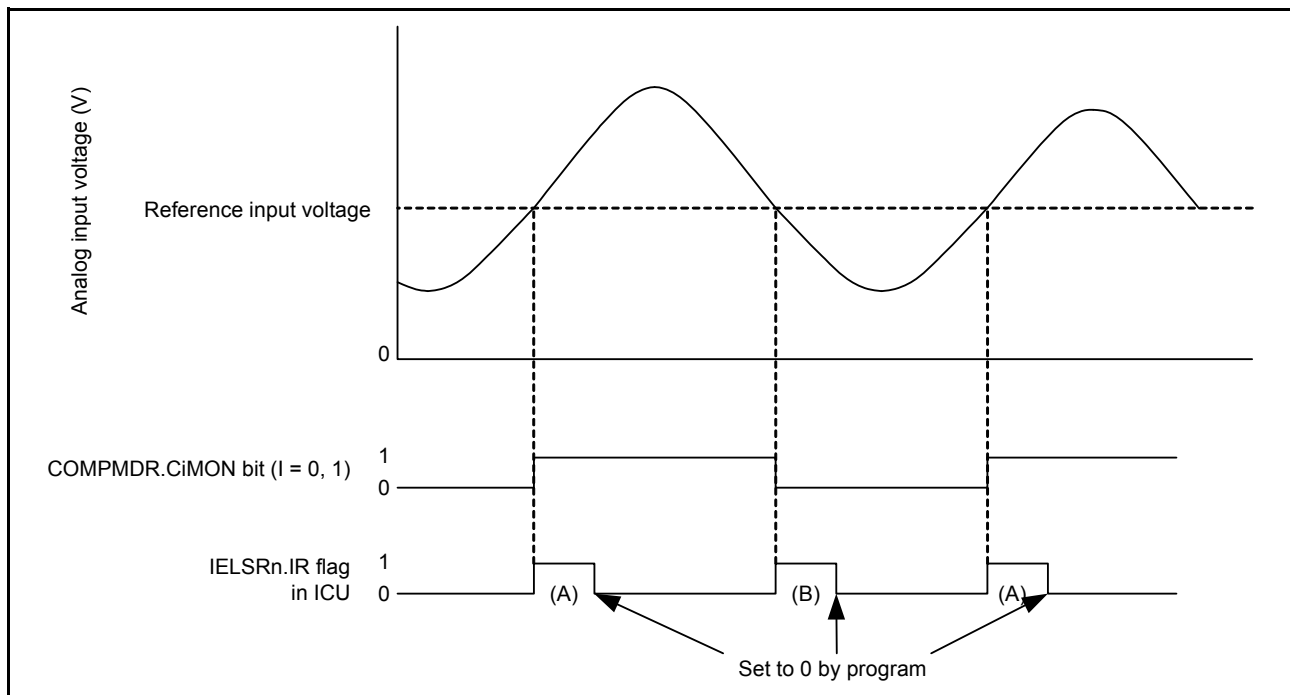 Analog input voltage (V)
Reference input voltage
0
COMPMDR.CiMON bit (I = 0, 1)
1
0
IELSRn.IR flag
in ICU
1
0
(A)
(B)
(A)
Set to 0 by program